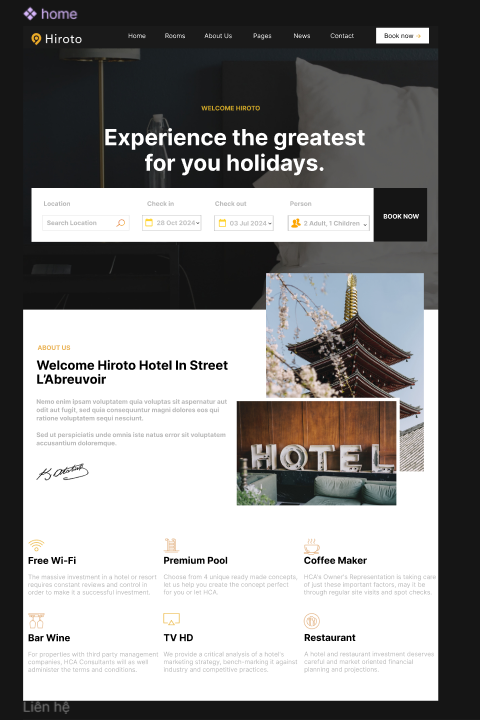 home
Hiroto
Home Rooms About Us Pages News Contact Book now
WELCOME HIROTO
Experience the greatest
for you holidays.
Location Check in Check out Person
Search Location 28 Oct 2024 03 Jul 2024 2 Adult, 1 Children, BOOK NOW
ABOUT US
Welcome Hiroto Hotel In Street
L’Abreuvoir
Nemo enim ipsam voluptatem quia voluptas sit aspernatur aut
odit aut fugit, sed quia consequuntur magni dolores eos qui
ratione voluptatem sequi nesciunt.
Sed ut perspiciatis unde omnis iste natus error sit voluptatem
accusantium doloremque.
HOTEL
Free Wi-Fi
The massive investment in a hotel or resort
requires constant reviews and control in
order to make it a successful investment.
Premium Pool
Choose from 4 unique ready made concepts,
let us help you create the concept perfect
for you or let HCA.
Coffee Maker
HCA's Owner's Representation is taking care
of just these important factors, may it be
through regular site visits and spot checks.
Bar Wine
For properties with third party management
companies, HCA Consultants will as well
administer the terms and conditions.
TV HD
We provide a critical analysis of a hotel's
marketing strategy, bench-marking it against
industry and competitive practices.
Restaurant
A hotel and restaurant investment deserves
careful and market oriented financial
planning and projections.
Liên hệ